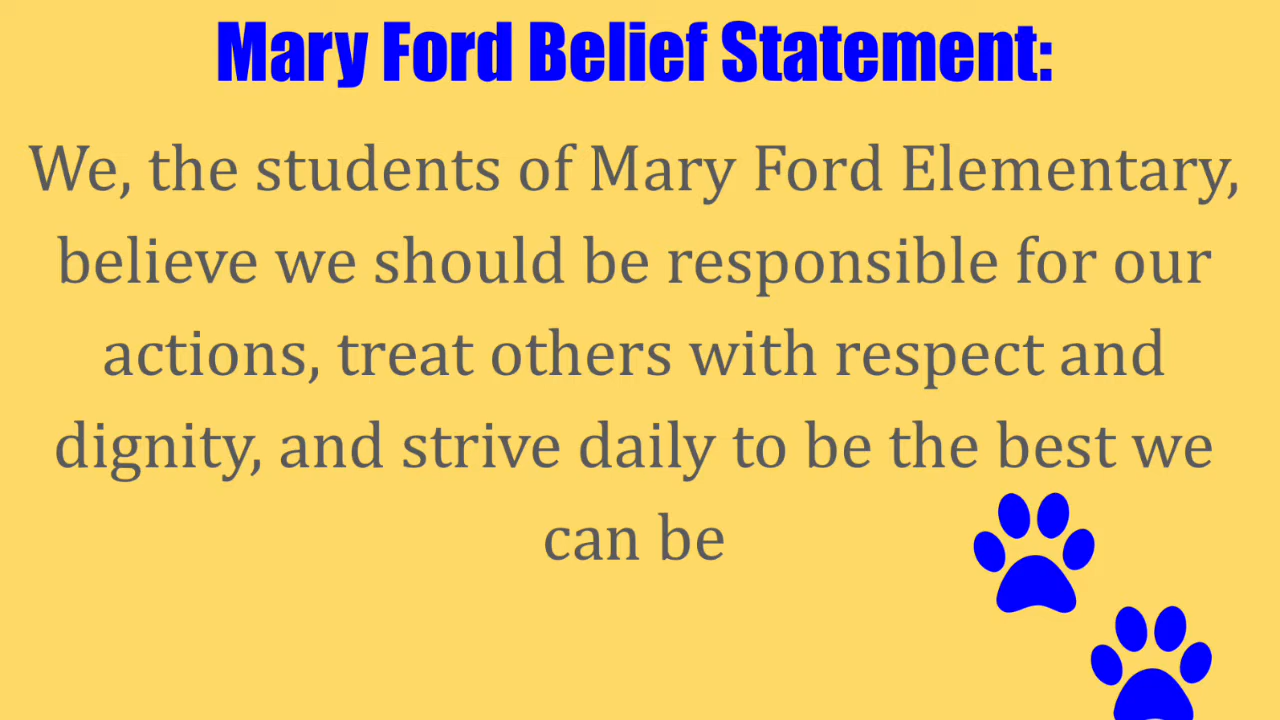 Mary Ford Belief Statement:
We, the students of Mary Ford Elementary,
believe we should be responsible for our
actions, treat others with respect and
dignity, and strive daily to be the best we
can be